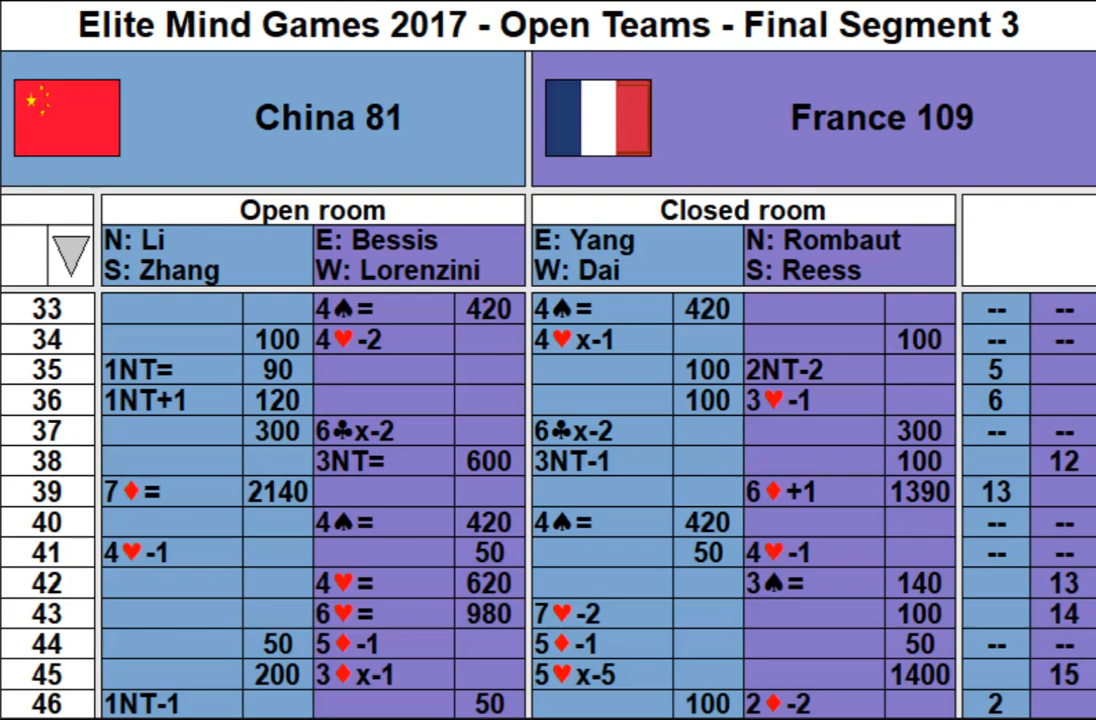 Elite Mind Games 2017 - Open Teams - Final Segment 3
China 81 France 109
Open room Closed room
N: Li E: Bessis E: Yang N: Rombaut
S: Zhang W: Lorenzini W: Dai S: Reess
33 4♠= 420 4♠= 420 -- --
34 100 4♥-2 4♥x-1 100 -- --
35 1NT= 90 100 2NT-2 5
36 1NT+1 120 100 3♥-1 6
37 300 6♣x-2 6♣x-2 300 -- --
38 3NT= 600 3NT-1 100 12
39 7♦= 2140 6♦+1 1390 13
40 4♠= 420 4♠= 420 -- --
41 4♥-1 50 50 4♥-1 -- --
42 4♥= 620 3♠= 140 13
43 6♥= 980 7♥-2 100 14
44 50 5♦-1 5♦-1 50 -- --
45 200 3♦x-1 5♥x-5 1400 15
46 1NT-1 50 100 2♦-2 2